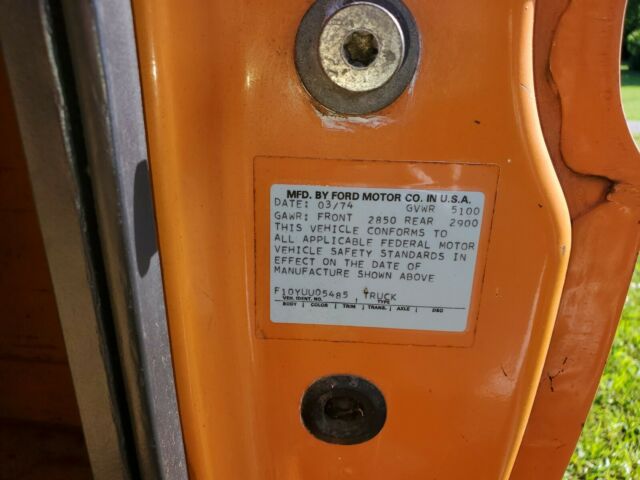 MFD. BY FORD MOTOR CO. IN U.S.A.
DATE: 03/74 GVWR 5100
GAWR: FRONT 2850 REAR 2900
THIS VEHICLE CONFORMS TO
ALL APPLICABLE FEDERAL MOTOR
VEHICLE SAFETY STANDARDS IN
EFFECT ON THE DATE OF
MANUFACTURE SHOWN ABOVE
F10YUU05485 TRUCK
VEH. IDENT. NO. TYPE
BODY COLOR TRIM TRANS. AXLE DSO